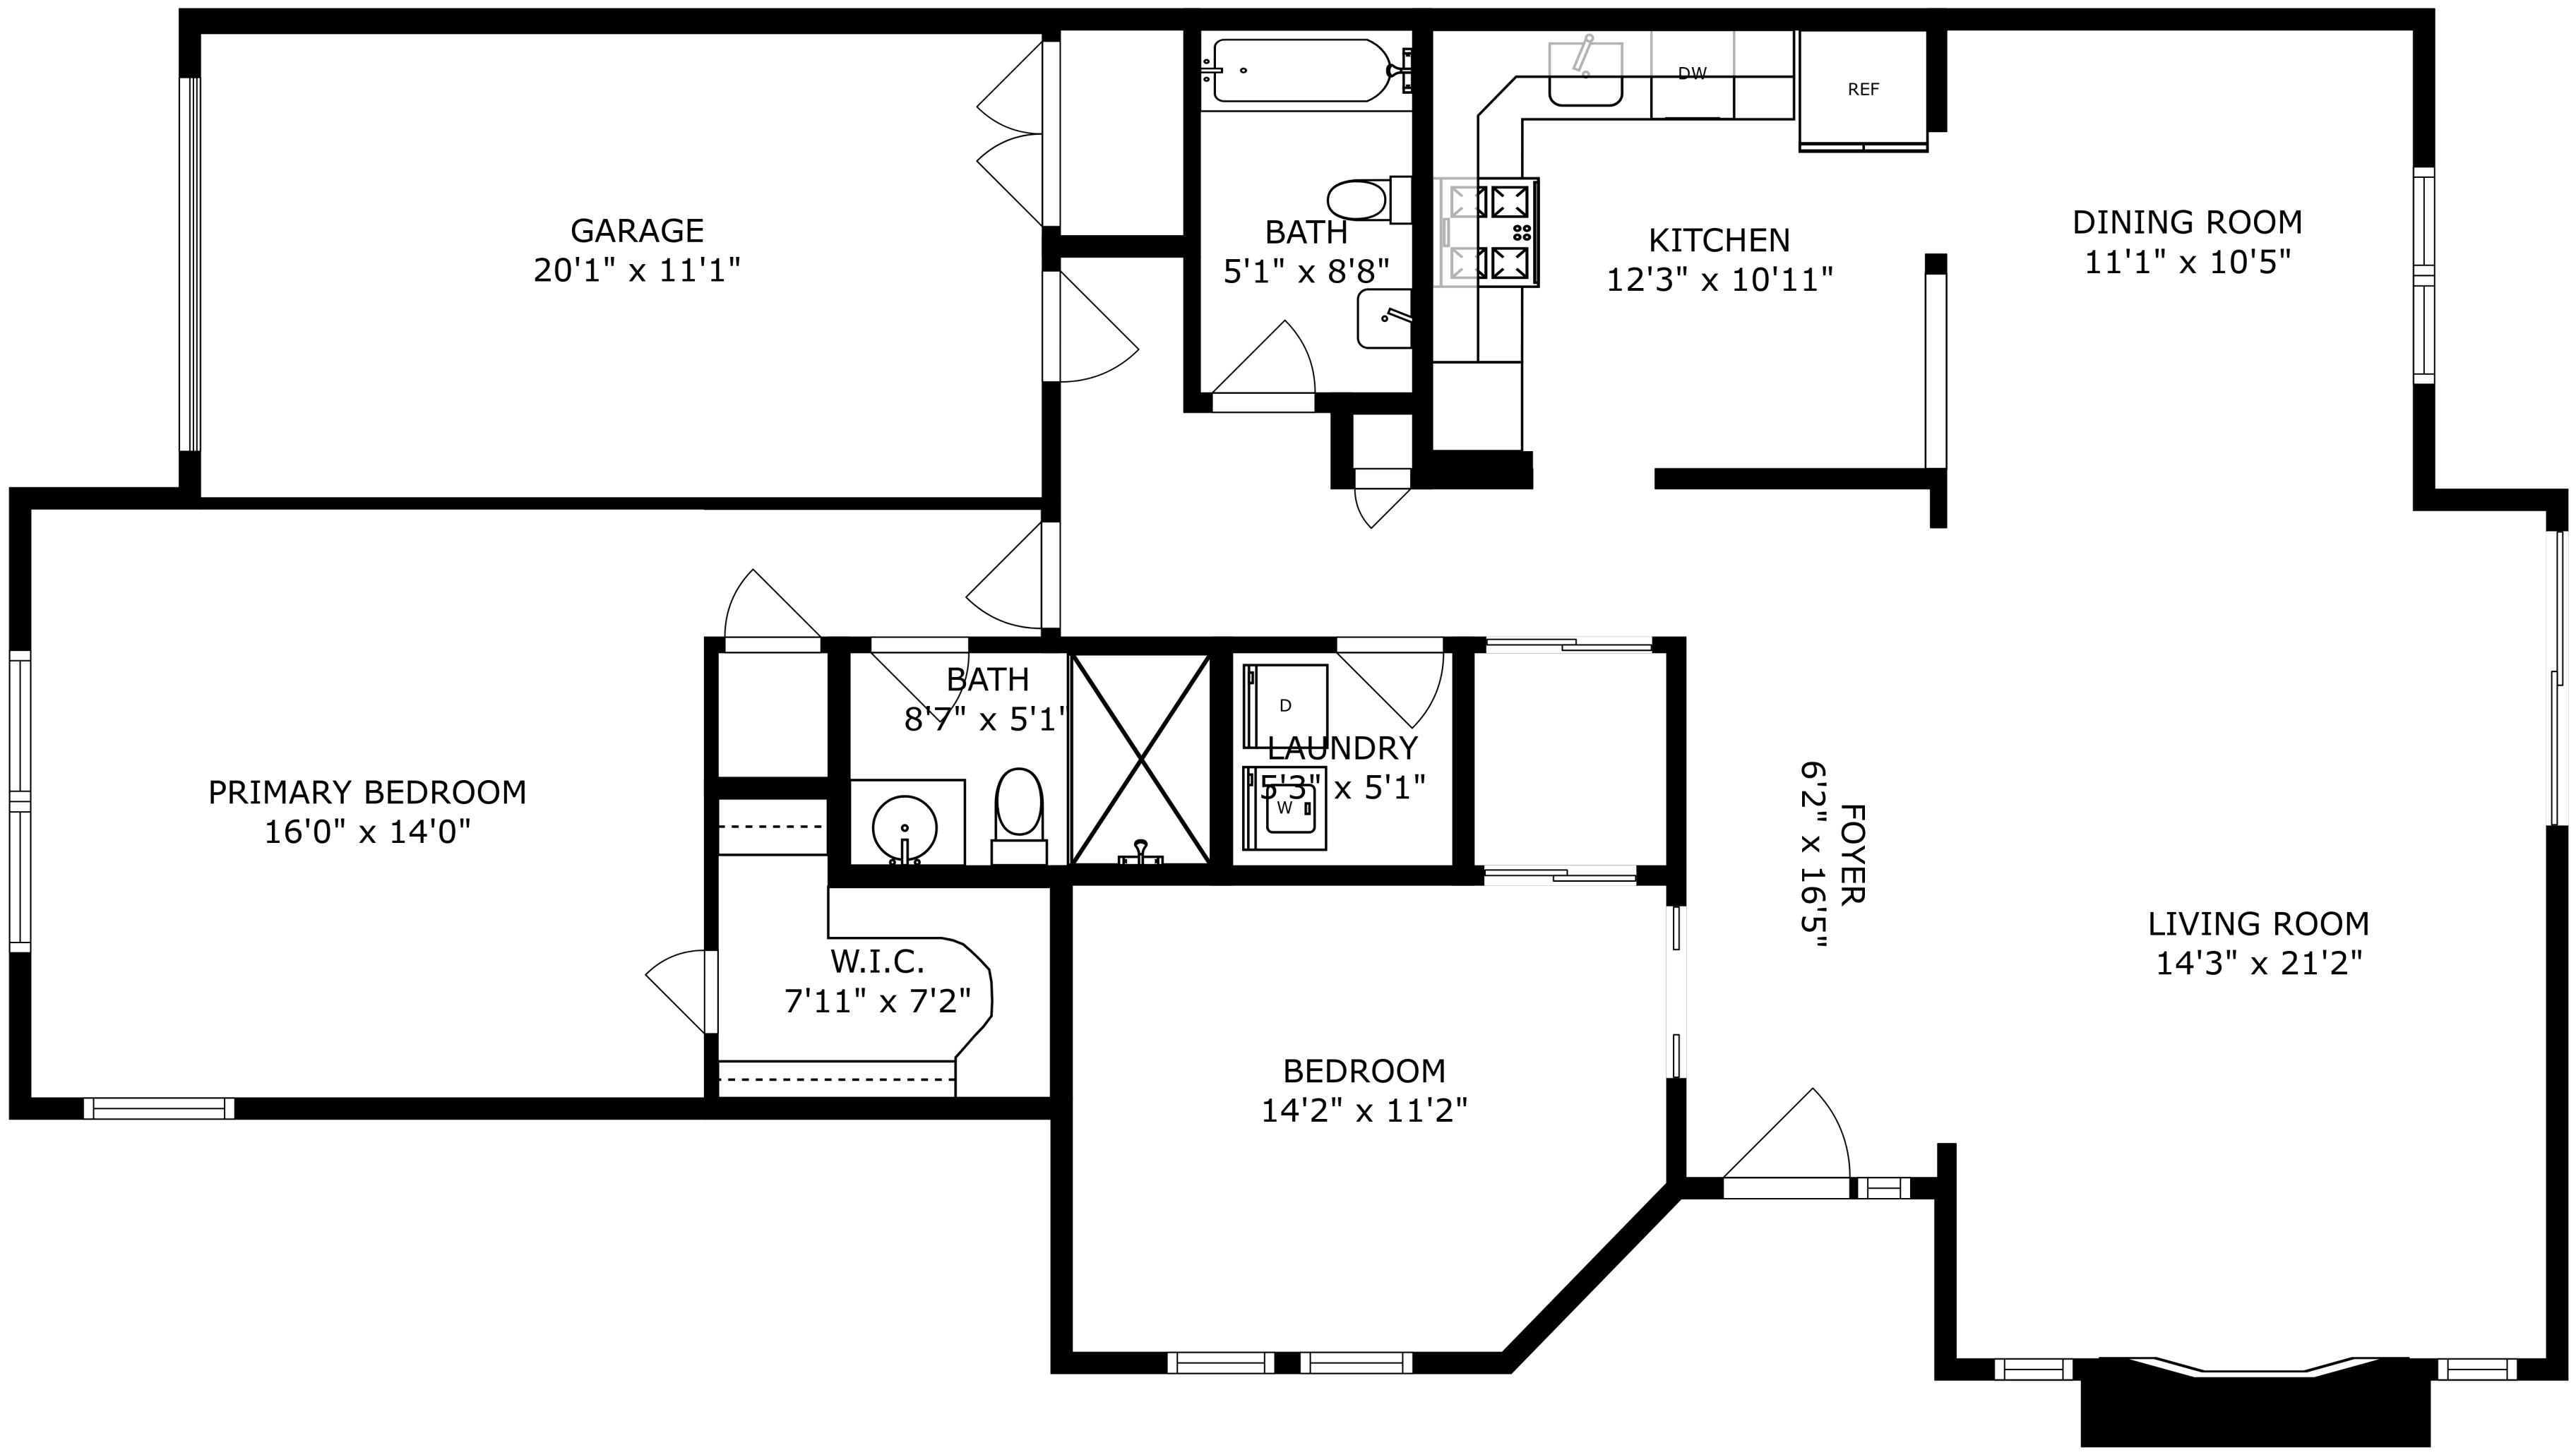 GARAGE
20'1" x 11'1"
BATH
5'1" x 8'8"
DW
REF
KITCHEN
12'3" x 10'11"
DINING ROOM
11'1" x 10'5"
BATH
8'7" x 5'1"
D
LAUNDRY
5'3" x 5'1"
W
PRIMARY BEDROOM
16'0" x 14'0"
FOYER
6'2" x 16'5"
W.I.C.
7'11" x 7'2"
LIVING ROOM
14'3" x 21'2"
BEDROOM
14'2" x 11'2"